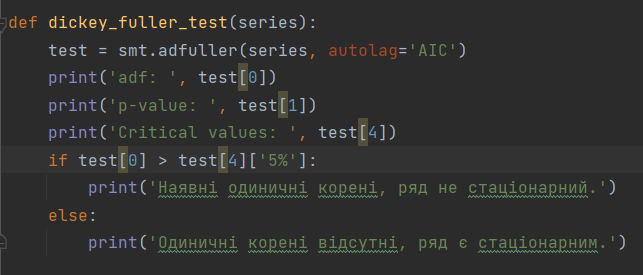 def dickey_fuller_test(series):
    test = smt.adfuller(series, autolag='AIC')
    print('adf: ', test[0])
    print('p-value: ', test[1])
    print('Critical values: ', test[4])
    if test[0] > test[4]['5%']:
        print('Наявні одиничні корені, ряд не стаціонарний.')
    else:
        print('Одиничні корені відсутні, ряд є стаціонарним.')